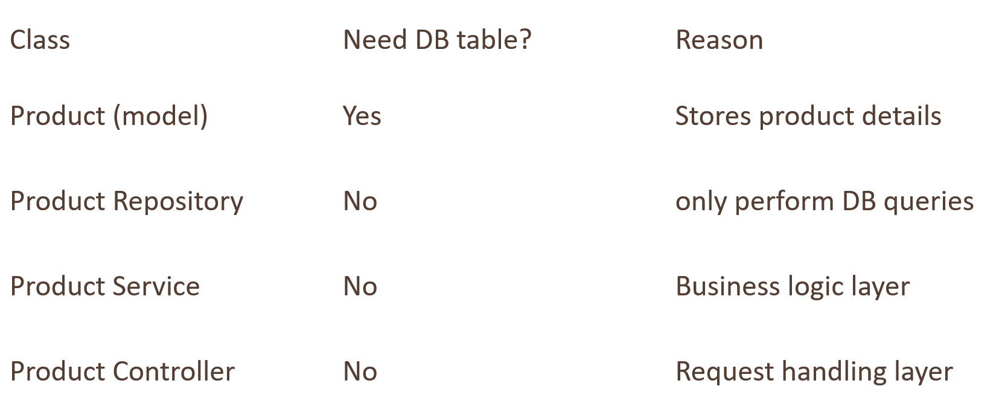 Class Need DB table? Reason
Product (model) Yes Stores product details
Product Repository No only perform DB queries
Product Service No Business logic layer
Product Controller No Request handling layer